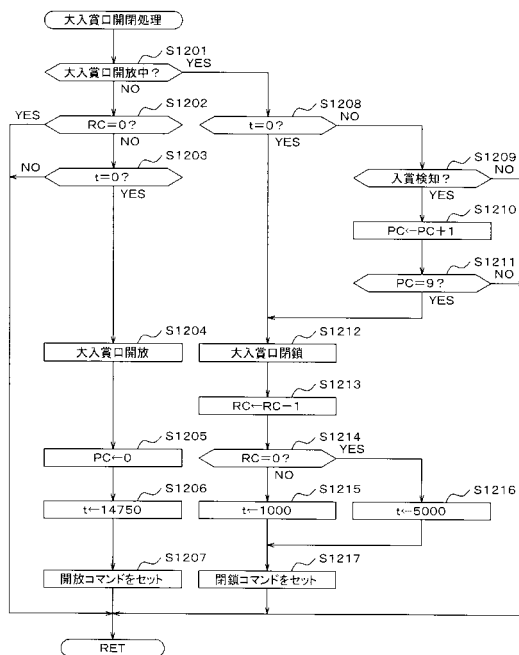 大入賞口開閉処理
S1201
大入賞口開放中？
YES
NO
S1202
YES
RC=0？
NO
S1203
NO
t=0？
YES
S1208
t=0？
NO
YES
S1209
入賞検知？
NO
YES
S1210
PC←PC+1
S1211
PC=9？
NO
YES
S1204
大入賞口開放
S1212
大入賞口閉鎖
S1213
RC←RC−1
S1205
PC←0
S1214
RC=0？
YES
NO
S1206
t←14750
S1215
t←1000
S1216
t←5000
S1207
開放コマンドをセット
S1217
閉鎖コマンドをセット
RET